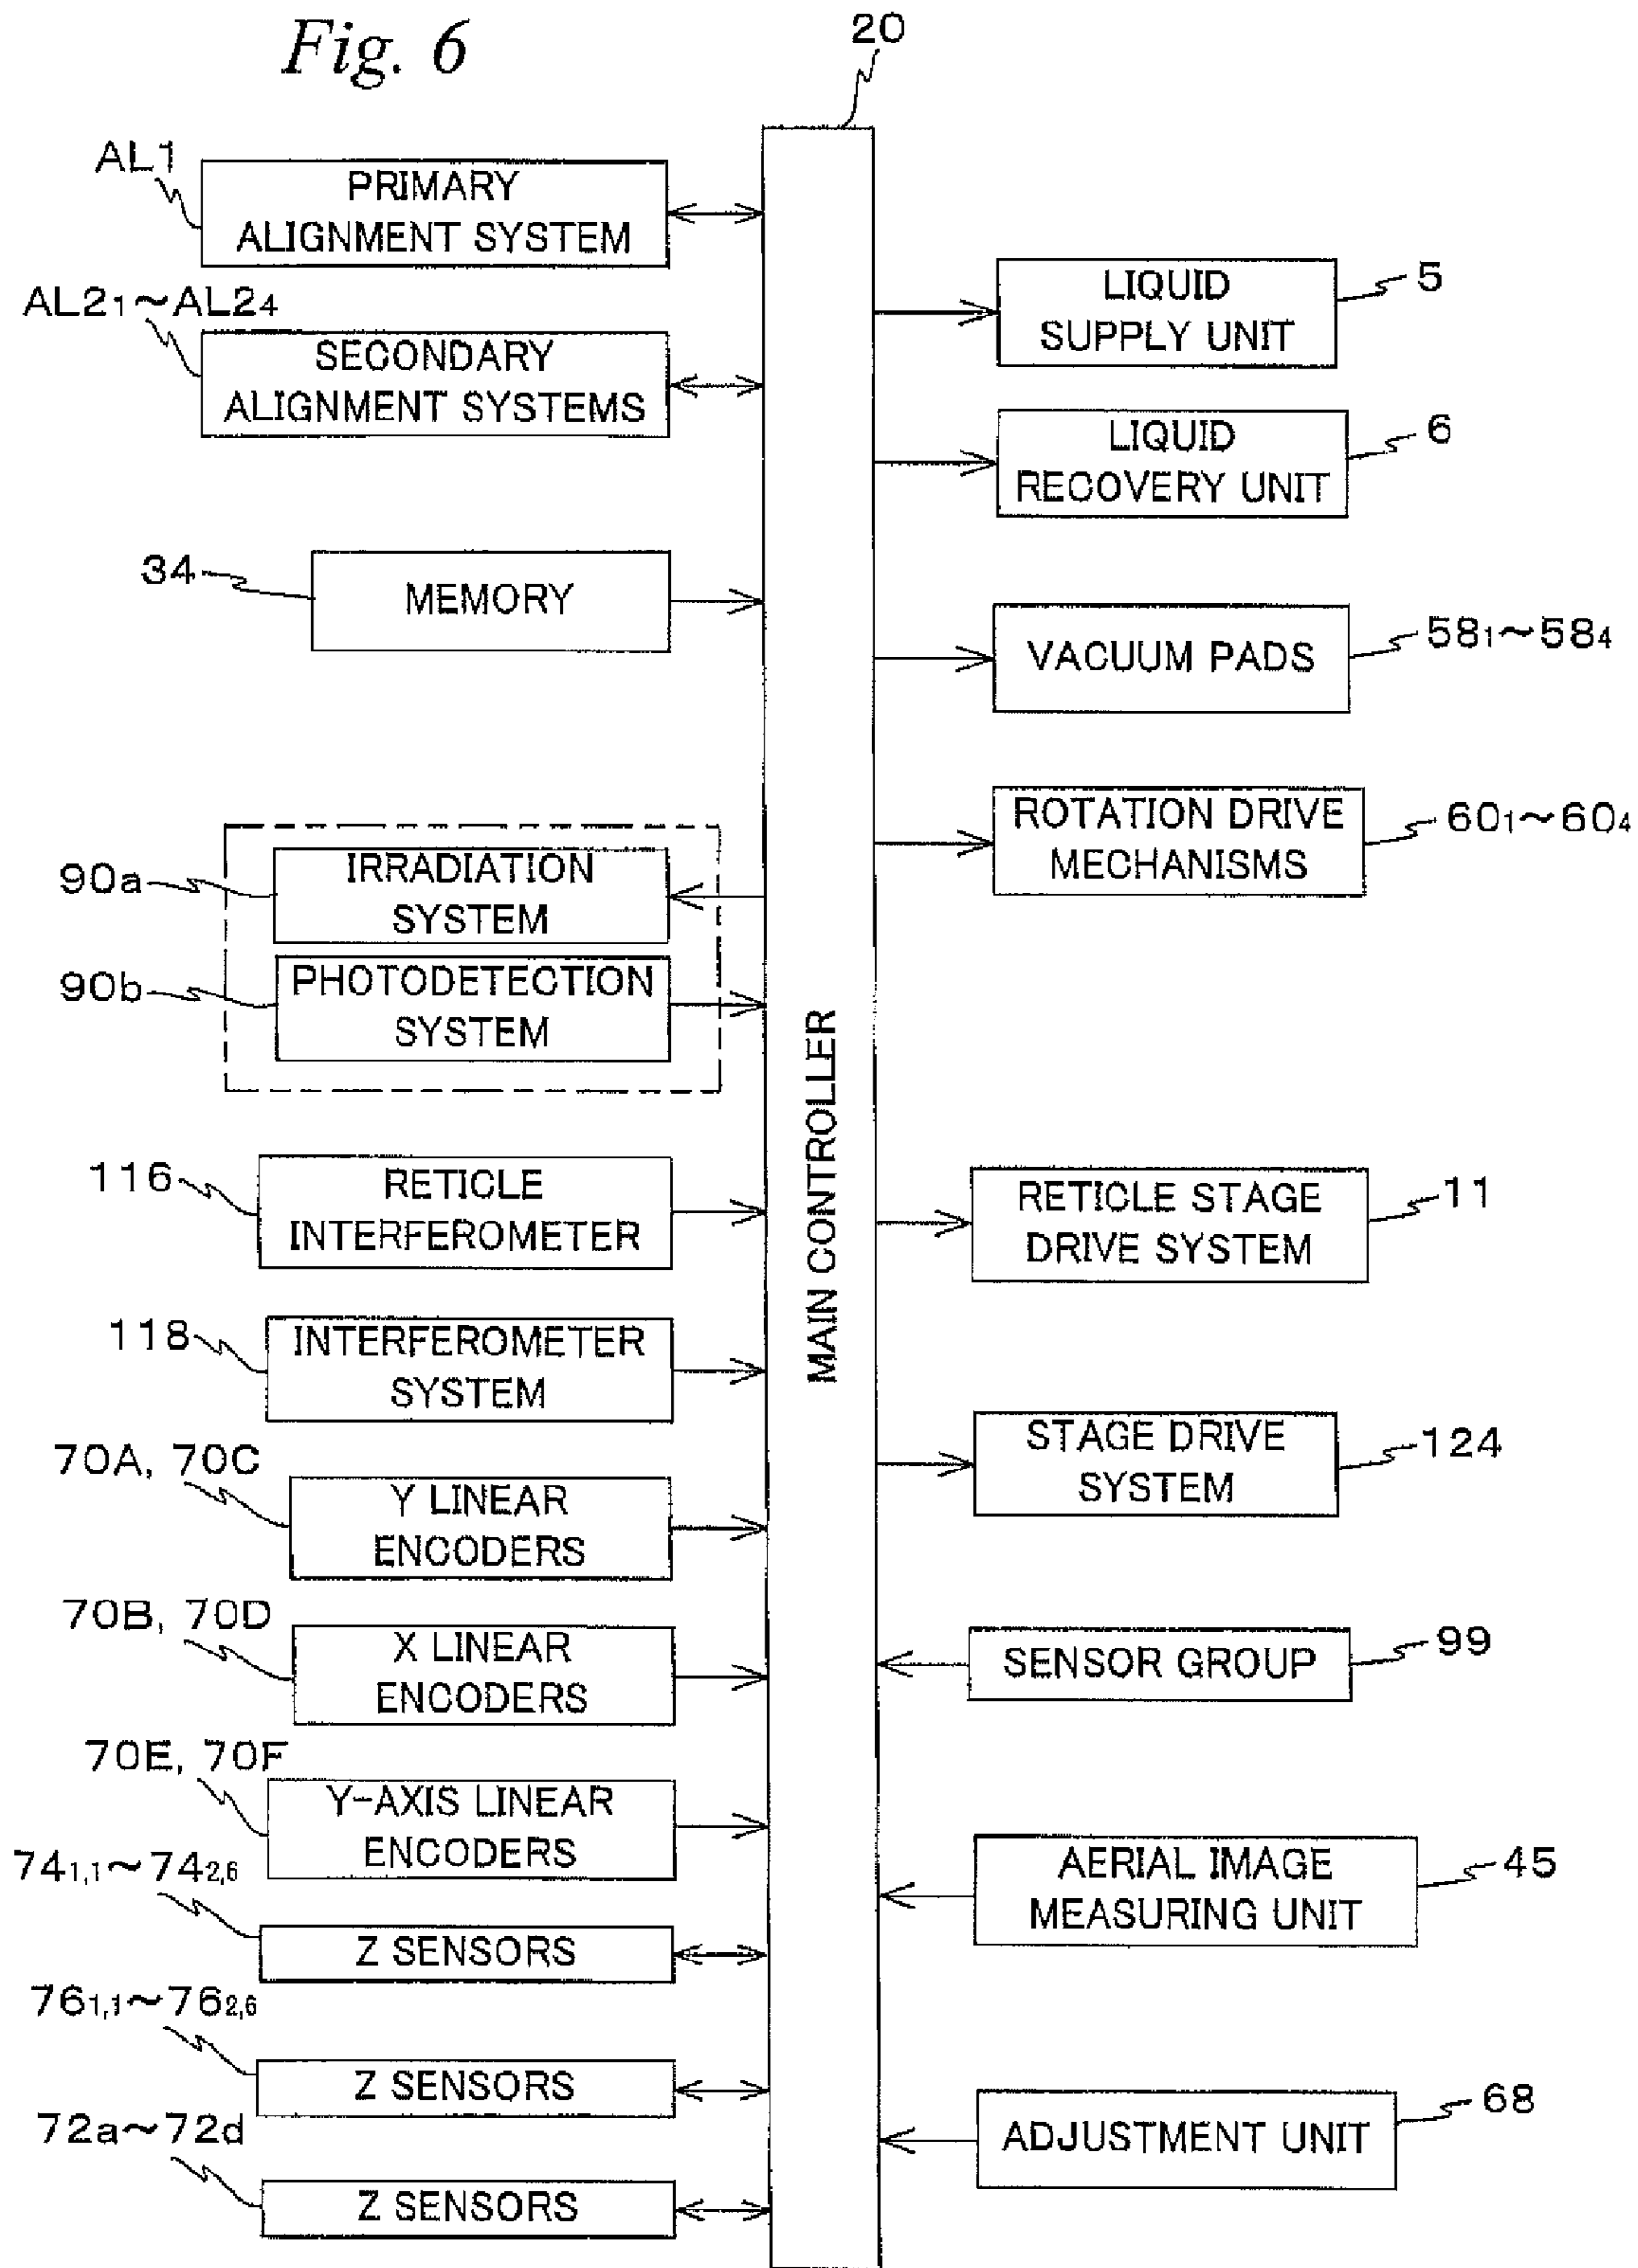 Fig. 6
20
AL1
PRIMARY
ALIGNMENT SYSTEM
AL2₁~AL2₄
SECONDARY
ALIGNMENT SYSTEMS
34
MEMORY
90a
IRRADIATION
SYSTEM
90b
PHOTODETECTION
SYSTEM
116
RETICLE
INTERFEROMETER
118
INTERFEROMETER
SYSTEM
70A, 70C
Y LINEAR
ENCODERS
70B, 70D
X LINEAR
ENCODERS
70E, 70F
Y-AXIS LINEAR
ENCODERS
74₁,₁~74₂,₆
Z SENSORS
76₁,₁~76₂,₆
Z SENSORS
72a~72d
Z SENSORS
MAIN CONTROLLER
LIQUID
SUPPLY UNIT
5
LIQUID
RECOVERY UNIT
6
VACUUM PADS
58₁~58₄
ROTATION DRIVE
MECHANISMS
60₁~60₄
RETICLE STAGE
DRIVE SYSTEM
11
STAGE DRIVE
SYSTEM
124
SENSOR GROUP
99
AERIAL IMAGE
MEASURING UNIT
45
ADJUSTMENT UNIT
68